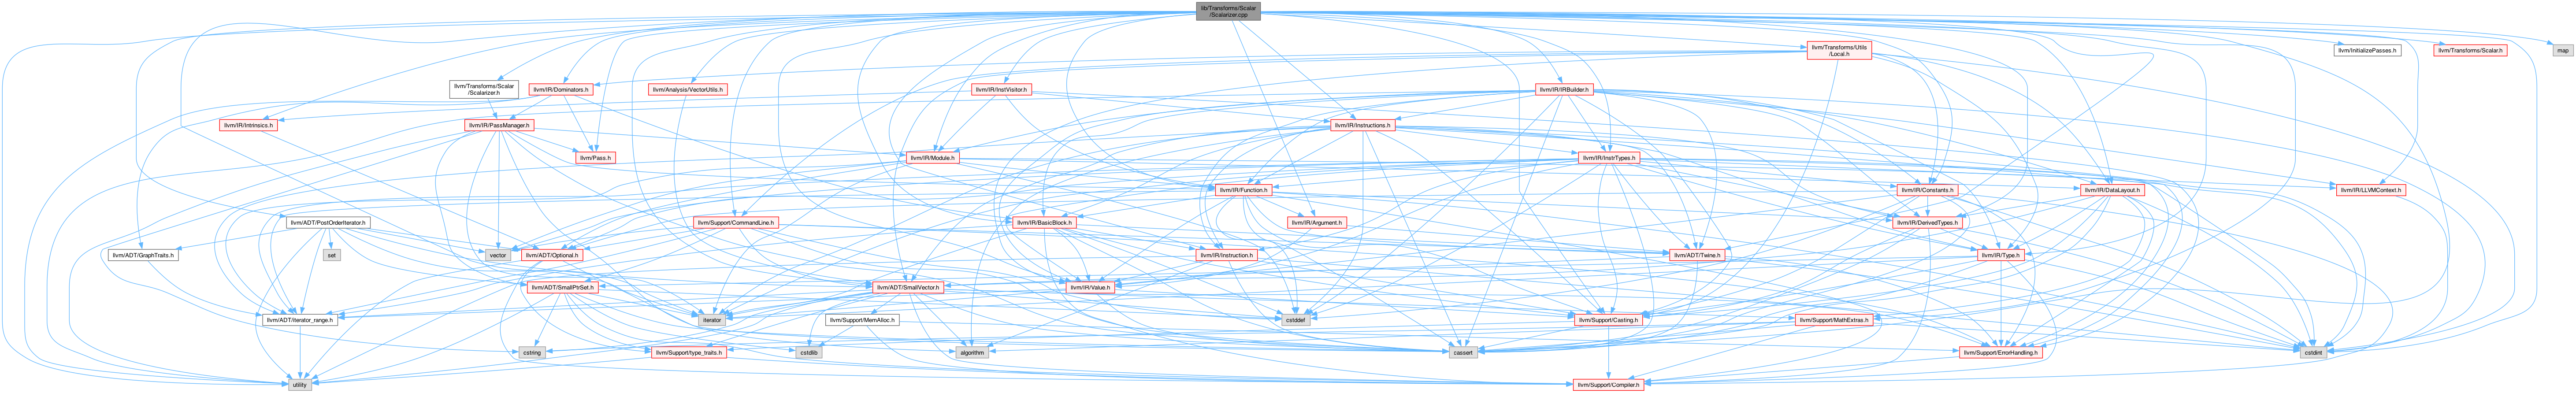 lib/Transforms/Scalar
/Scalarizer.cpp
llvm/Transforms/Utils
/Local.h
llvm/InitializePasses.h
llvm/Transforms/Scalar.h
map
llvm/Transforms/Scalar
/Scalarizer.h
llvm/IR/Dominators.h
llvm/Analysis/VectorUtils.h
llvm/IR/InstVisitor.h
llvm/IR/IRBuilder.h
llvm/IR/Intrinsics.h
llvm/IR/PassManager.h
llvm/IR/Instructions.h
llvm/Pass.h
llvm/IR/Module.h
llvm/IR/InstrTypes.h
llvm/IR/Function.h
llvm/IR/Constants.h
llvm/IR/DataLayout.h
llvm/IR/LLVMContext.h
llvm/ADT/PostOrderIterator.h
llvm/Support/CommandLine.h
llvm/IR/BasicBlock.h
llvm/IR/Argument.h
llvm/IR/DerivedTypes.h
llvm/ADT/GraphTraits.h
set
vector
llvm/ADT/Optional.h
llvm/IR/Instruction.h
llvm/ADT/Twine.h
llvm/IR/Type.h
llvm/ADT/SmallPtrSet.h
llvm/ADT/SmallVector.h
llvm/IR/Value.h
llvm/ADT/iterator_range.h
iterator
llvm/Support/MemAlloc.h
cstddef
llvm/Support/Casting.h
llvm/Support/MathExtras.h
cstring
llvm/Support/type_traits.h
cstdlib
algorithm
cassert
llvm/Support/ErrorHandling.h
cstdint
utility
llvm/Support/Compiler.h